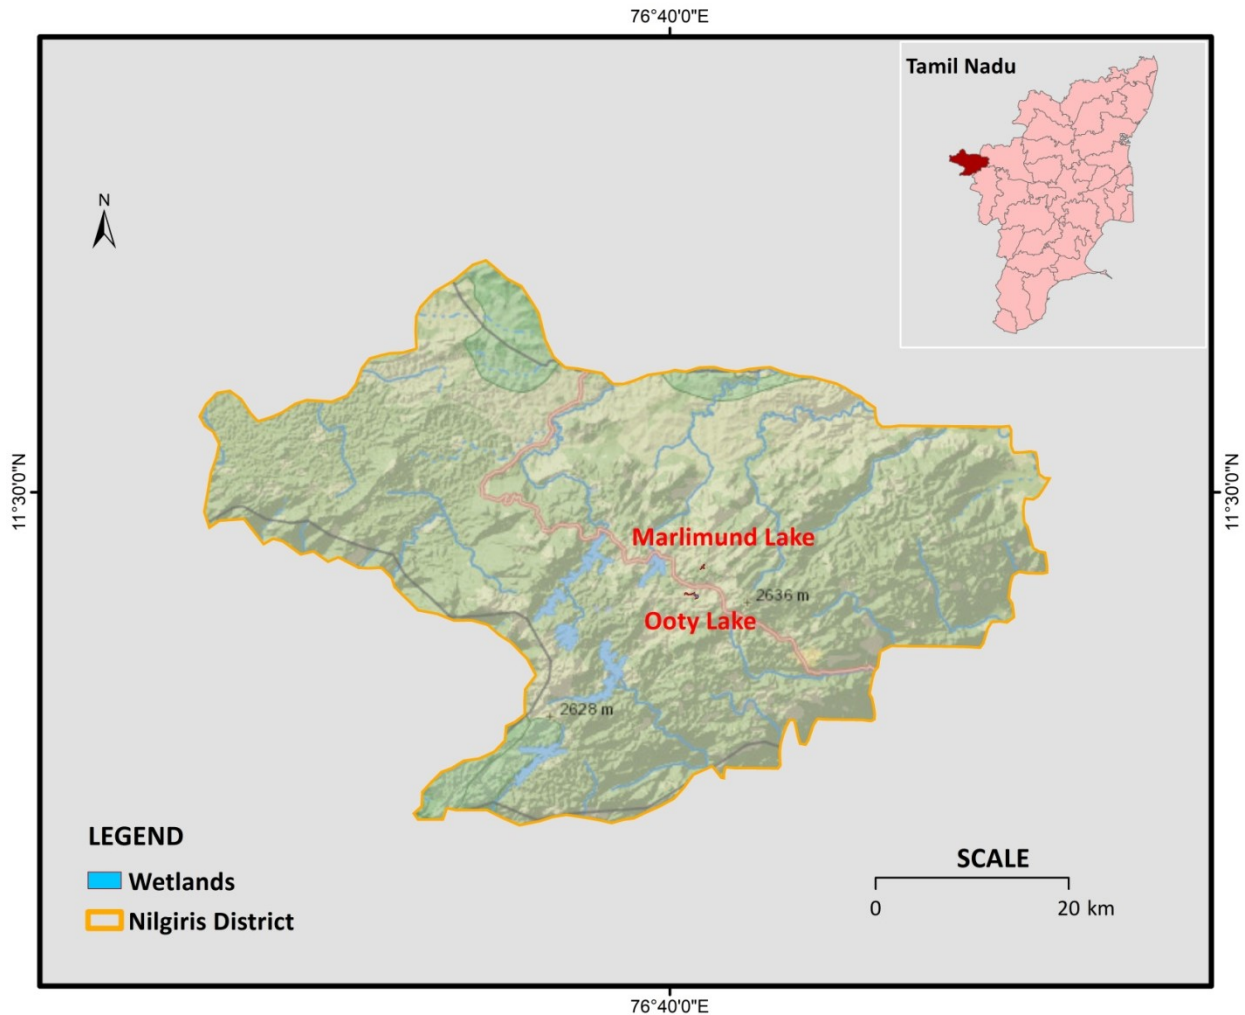 76°40'0"E
Tamil Nadu
N
11°30'0"N
11°30'0"N
Marlimund Lake
2636 m
Ooty Lake
2628 m
LEGEND
Wetlands
Nilgiris District
SCALE
0 20 km
76°40'0"E